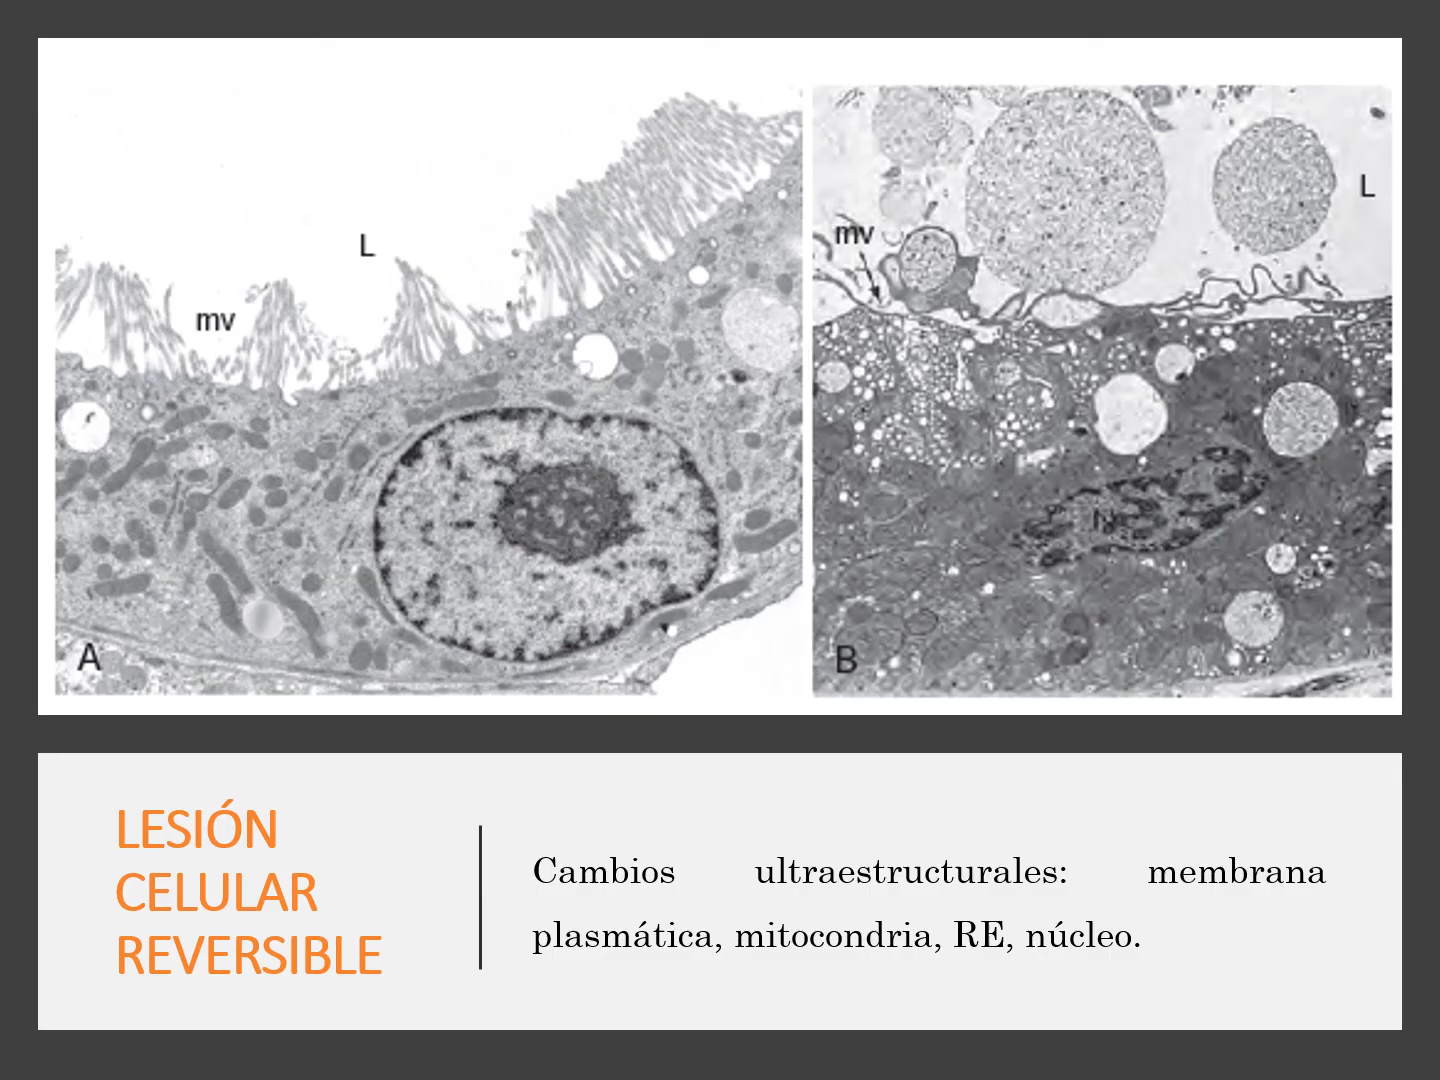 L
mv
A
mv
L
N
B
LESIÓN
CELULAR
REVERSIBLE
Cambios ultraestructurales: membrana
plasmática, mitocondria, RE, núcleo.